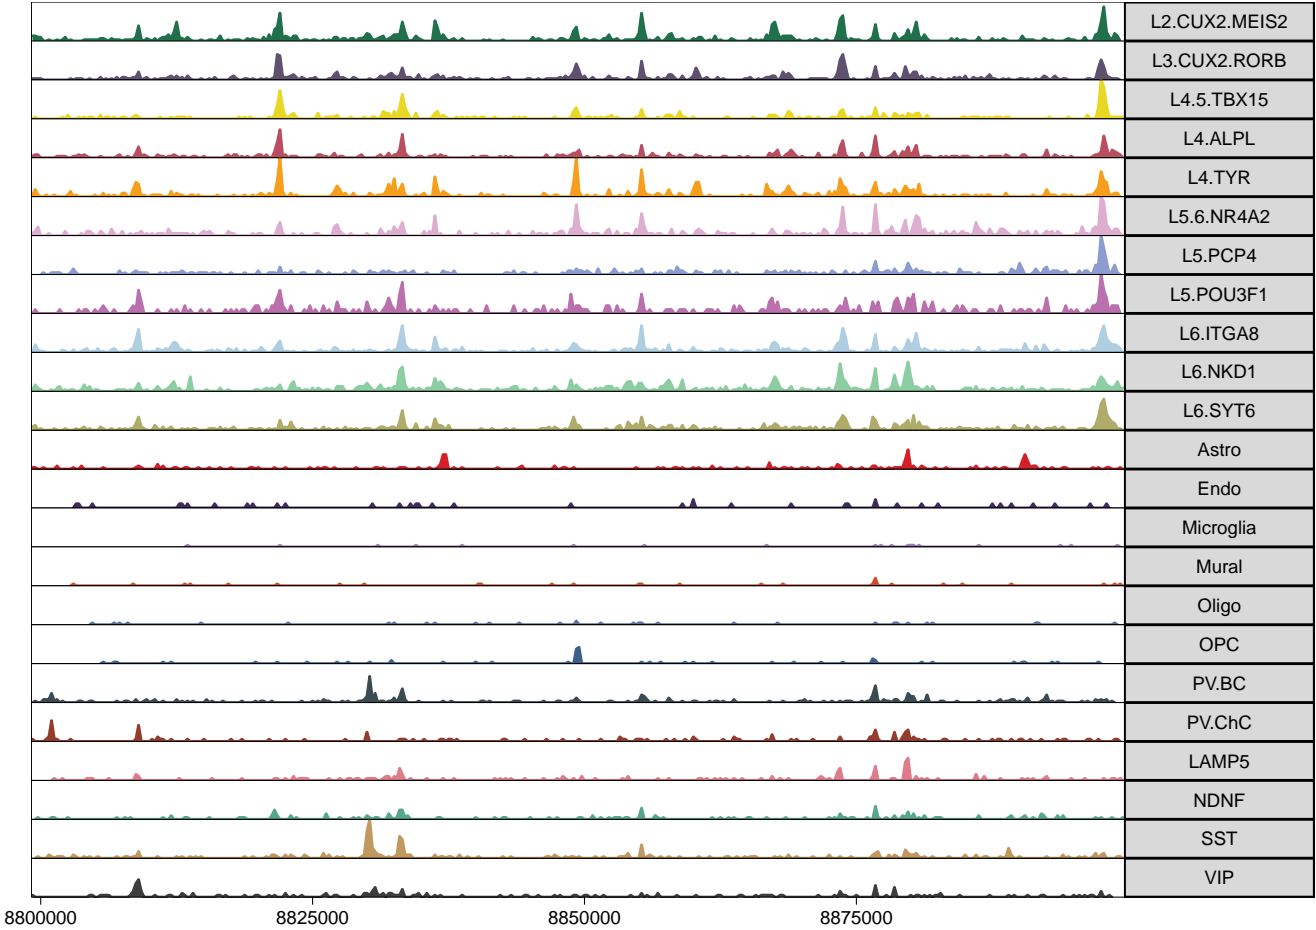 L2.CUX2.MEIS2
L3.CUX2.RORB
L4.5.TBX15
L4.ALPL
L4.TYR
L5.6.NR4A2
L5.PCP4
L5.POU3F1
L6.ITGA8
L6.NKD1
L6.SYT6
Astro
Endo
Microglia
Mural
Oligo
OPC
PV.BC
PV.ChC
LAMP5
NDNF
SST
VIP
8800000 8825000 8850000 8875000